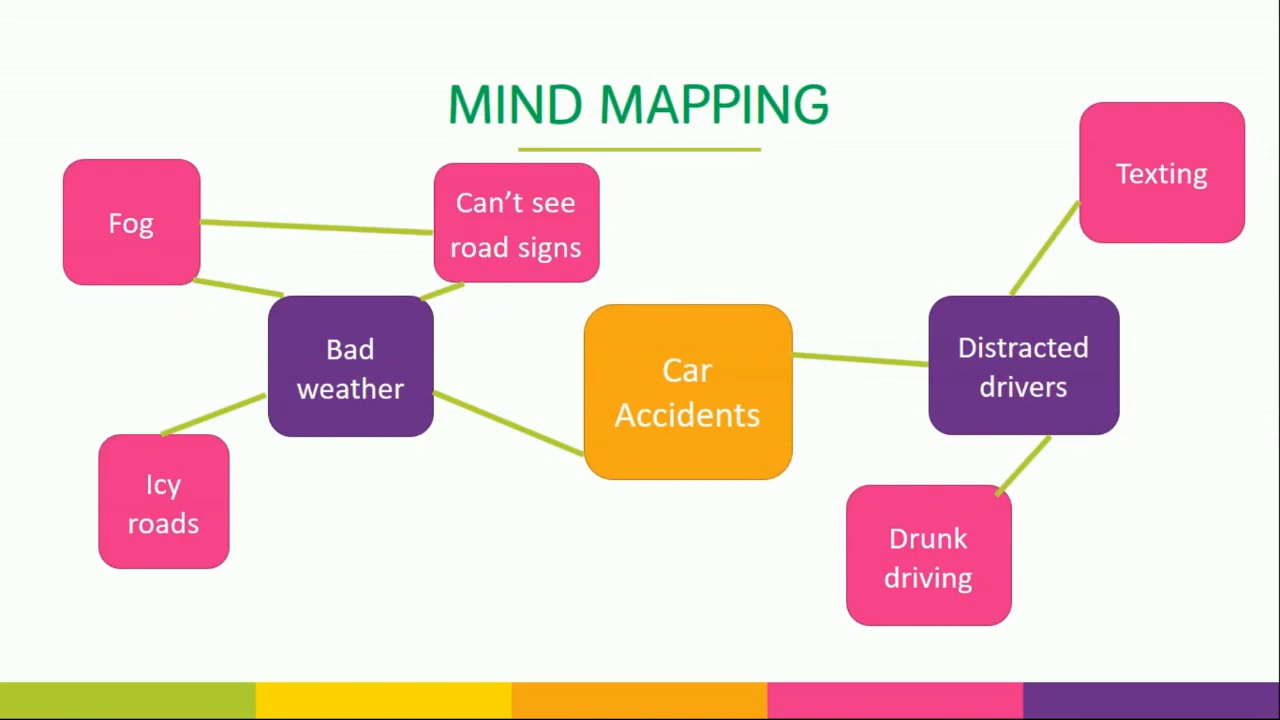 MIND MAPPING
Fog
Can't see
road signs
Bad
weather
Icy
roads
Car
Accidents
Texting
Distracted
drivers
Drunk
driving